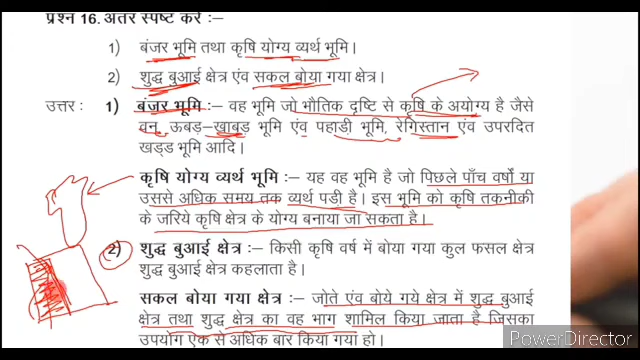 प्रश्न 16. अंतर स्पष्ट करे :-
1) बंजर भूमि तथा कृषि योग्य व्यर्थ भूमि।
2) शुद्ध बुआई क्षेत्र एंव सकल बोया गया क्षेत्र।
उत्तर: 1) बंजर भूमि :- वह भूमि जो भौतिक दृष्टि से कृषि के अयोग्य है जैसे
वन, ऊबड़-खाबड़ भूमि एंव पहाड़ी भूमि, रेगिस्तान एंव उपरदित
खड्ड भूमि आदि।
कृषि योग्य व्यर्थ भूमि :- यह वह भूमि है जो पिछले पाँच वर्षों या
उससे अधिक समय तक व्यर्थ पड़ी है। इस भूमि को कृषि तकनीकी
के जरिये कृषि क्षेत्र के योग्य बनाया जा सकता है।
2) शुद्ध बुआई क्षेत्र :- किसी कृषि वर्ष में बोया गया कुल फसल क्षेत्र
शुद्ध बुआई क्षेत्र कहलाता है।
सकल बोया गया क्षेत्र :- जोते एंव बोये गये क्षेत्र में शुद्ध बुआई
क्षेत्र तथा शुद्ध क्षेत्र का वह भाग शामिल किया जाता है जिसका
उपयोग एक से अधिक बार किया गया हो।
PowerDirector